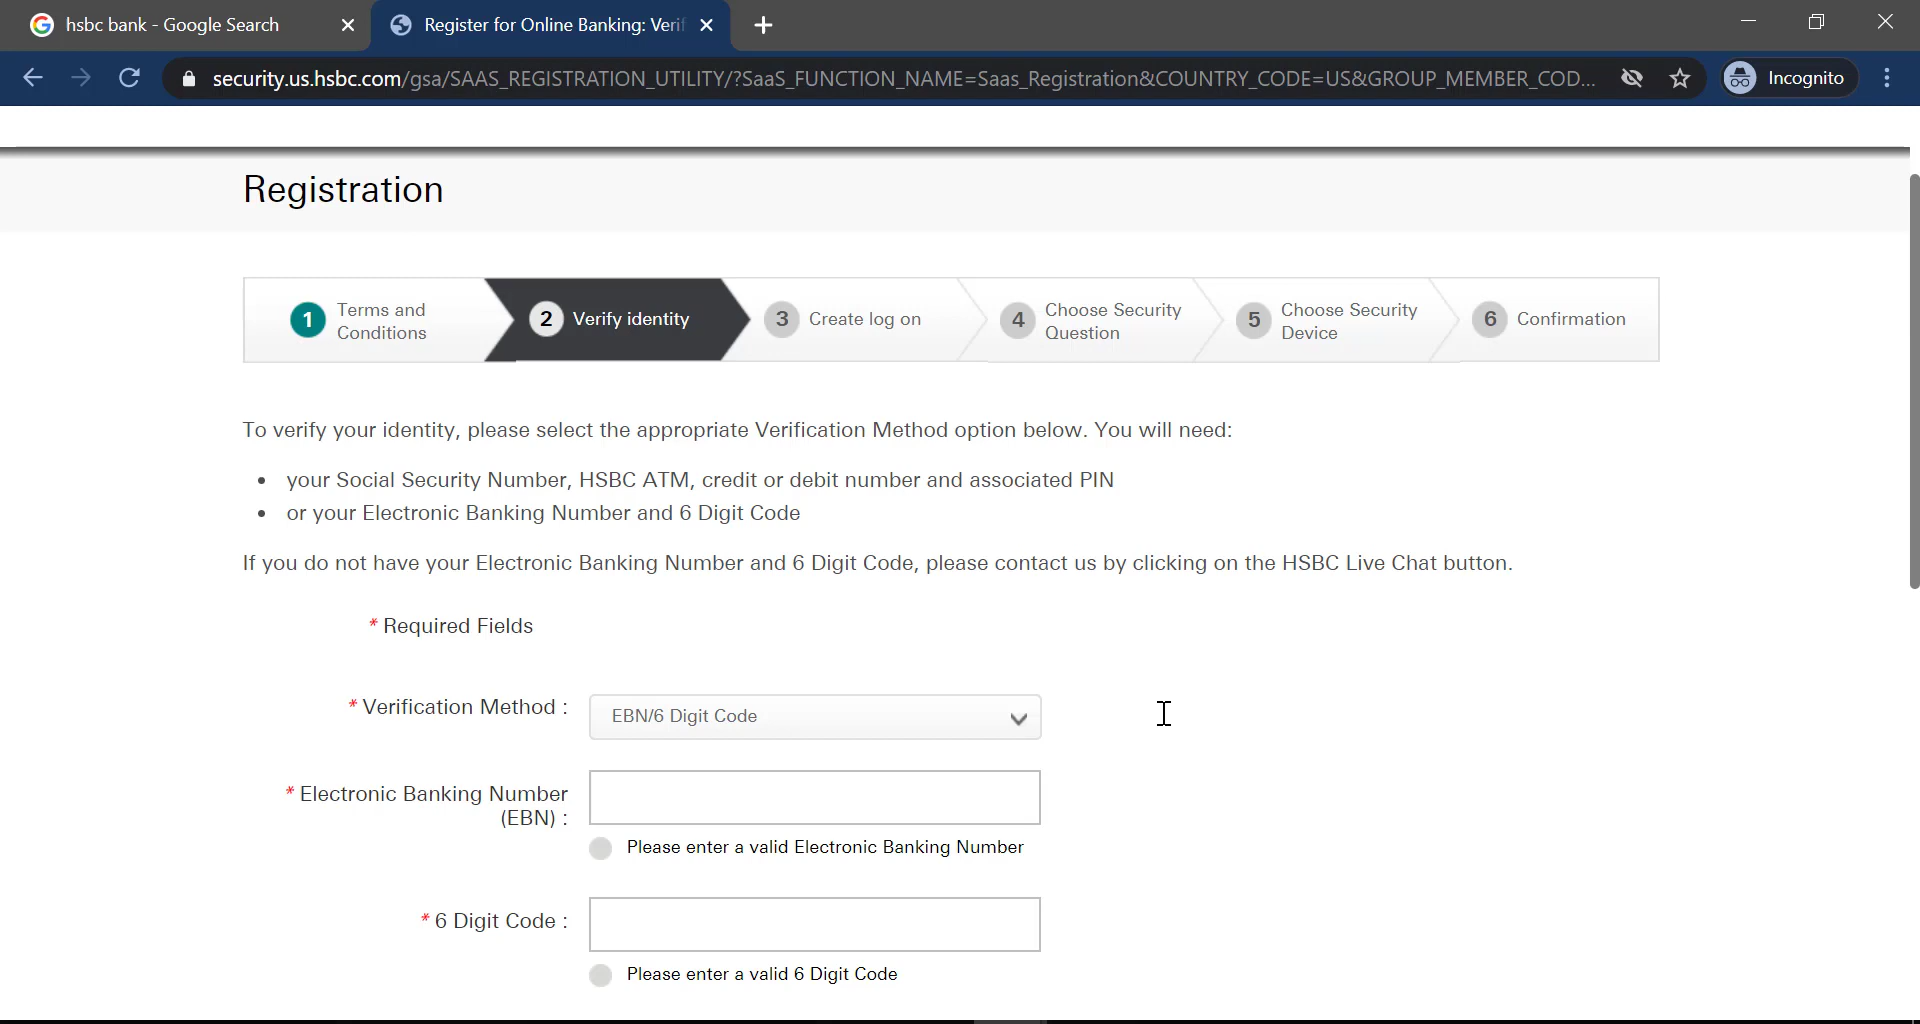 hsbc bank - Google Search
Register for Online Banking: Verif
security.us.hsbc.com/gsa/SAAS_REGISTRATION_UTILITY/?SaaS_FUNCTION_NAME=Saas_Registration&COUNTRY_CODE=US&GROUP_MEMBER_COD...
Incognito
Registration
1 Terms and
Conditions
2 Verify identity
3 Create log on
4 Choose Security
Question
5 Choose Security
Device
6 Confirmation
To verify your identity, please select the appropriate Verification Method option below. You will need:
• your Social Security Number, HSBC ATM, credit or debit number and associated PIN
• or your Electronic Banking Number and 6 Digit Code
If you do not have your Electronic Banking Number and 6 Digit Code, please contact us by clicking on the HSBC Live Chat button.
* Required Fields
* Verification Method :
EBN/6 Digit Code
* Electronic Banking Number
(EBN) :
Please enter a valid Electronic Banking Number
* 6 Digit Code :
Please enter a valid 6 Digit Code